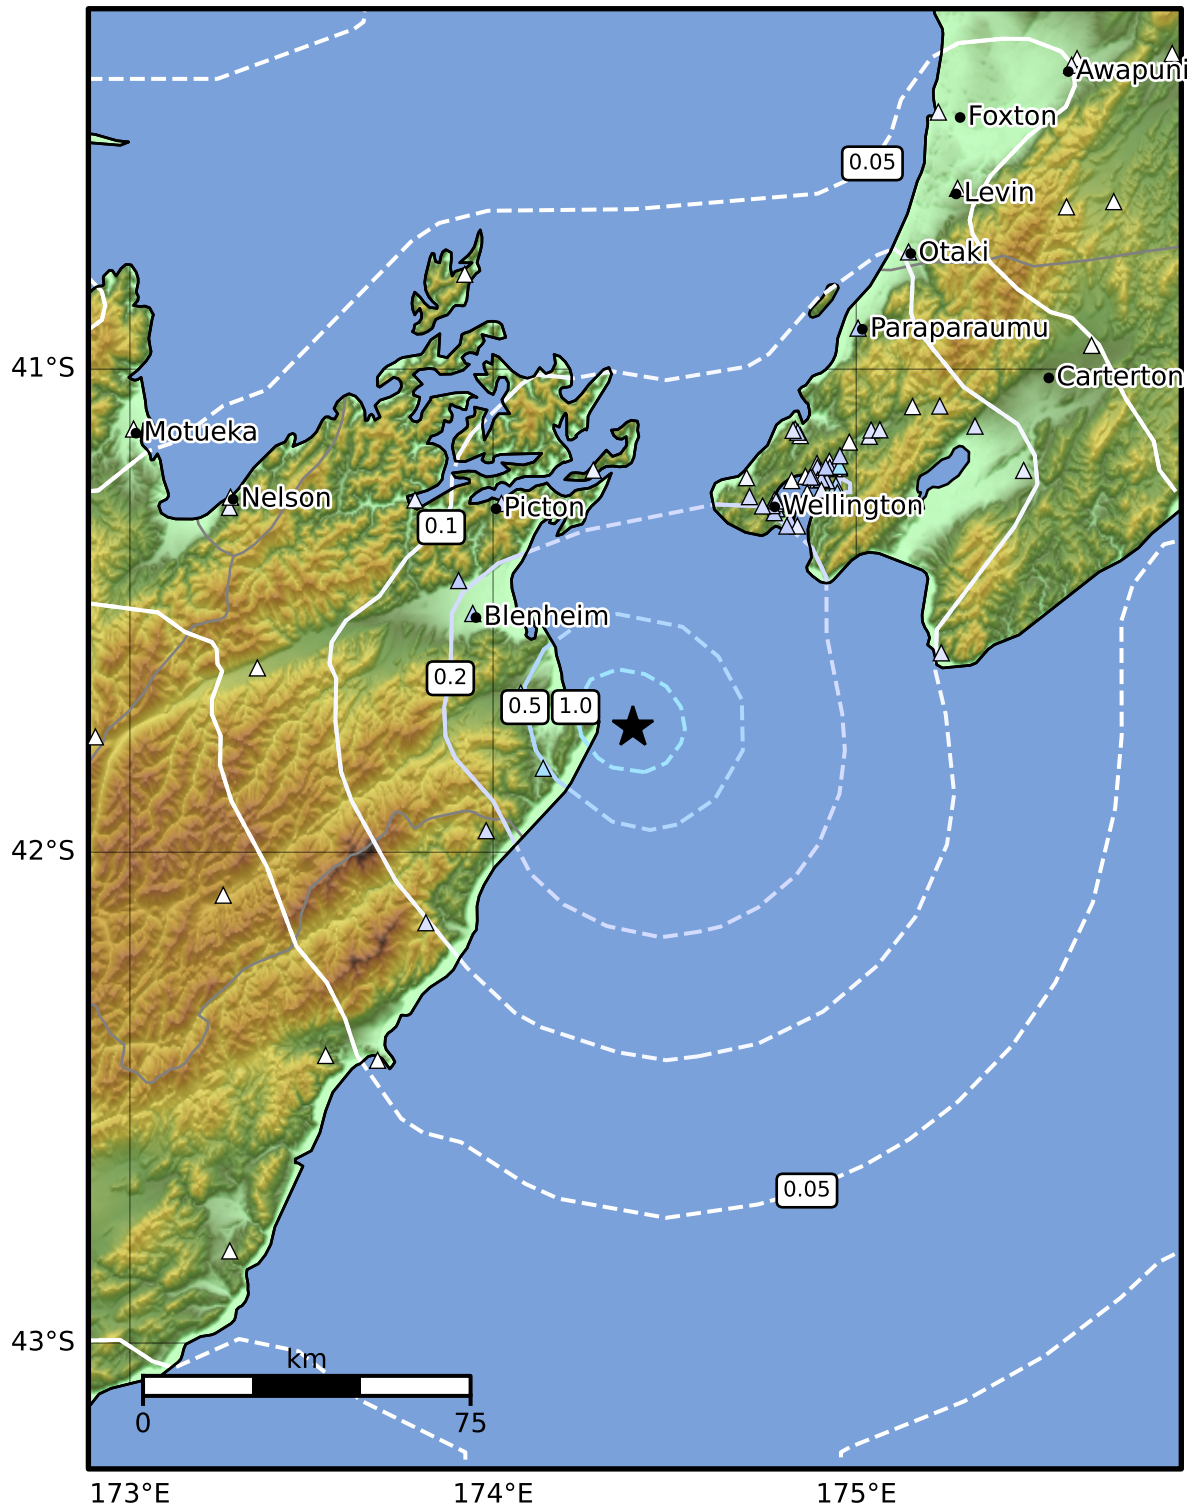 Awapuni
Foxton
0.05
Levin
Otaki
Paraparaumu
41°S
Carterton
Motueka
Nelson
Picton
Wellington
0.1
Blenheim
0.2
0.5
1.0
42°S
0.05
43°S
km
0
75
173°E
174°E
175°E